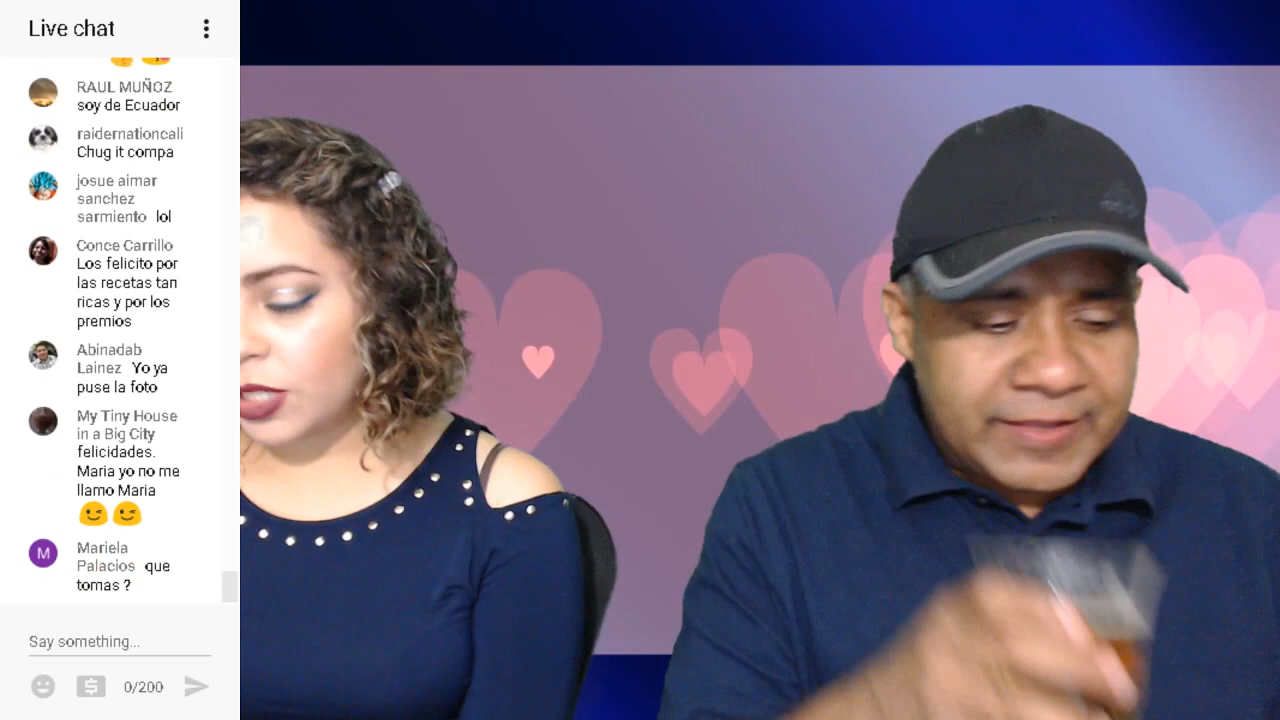 Live chat
RAUL MUÑOZ
soy de Ecuador
raidernationcali
Chug it compa
josue aimar
sanchez
sarmiento lol
Conce Carrillo
Los felicito por
las recetas tan
ricas y por los
premios
Abinadab
Lainez Yo ya
puse la foto
My Tiny House
in a Big City
felicidades.
Maria yo no me
llamo Maria
M
Mariela
Palacios que
tomas ?
Say something...
0/200